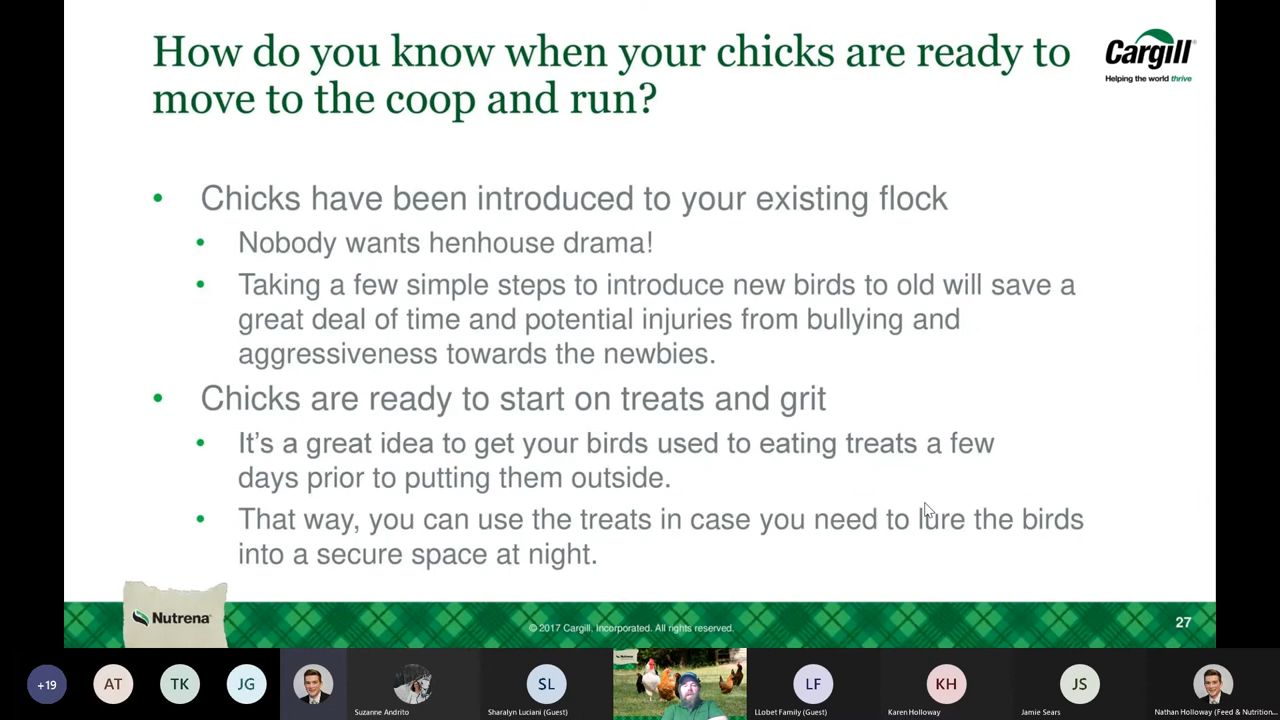 How do you know when your chicks are ready to
move to the coop and run?
Cargill®
Helping the world thrive
• Chicks have been introduced to your existing flock
• Nobody wants henhouse drama!
• Taking a few simple steps to introduce new birds to old will save a
great deal of time and potential injuries from bullying and
aggressiveness towards the newbies.
• Chicks are ready to start on treats and grit
• It’s a great idea to get your birds used to eating treats a few
days prior to putting them outside.
• That way, you can use the treats in case you need to lure the birds
into a secure space at night.
Nutrena®
© 2017 Cargill, Incorporated. All rights reserved.
27
+19
AT
TK
JG
Suzanne Andrito
SL
Sharalyn Luciani (Guest)
Nutrena
LF
LLobet Family (Guest)
KH
Karen Holloway
JS
Jamie Sears
Nathan Holloway (Feed & Nutrition...